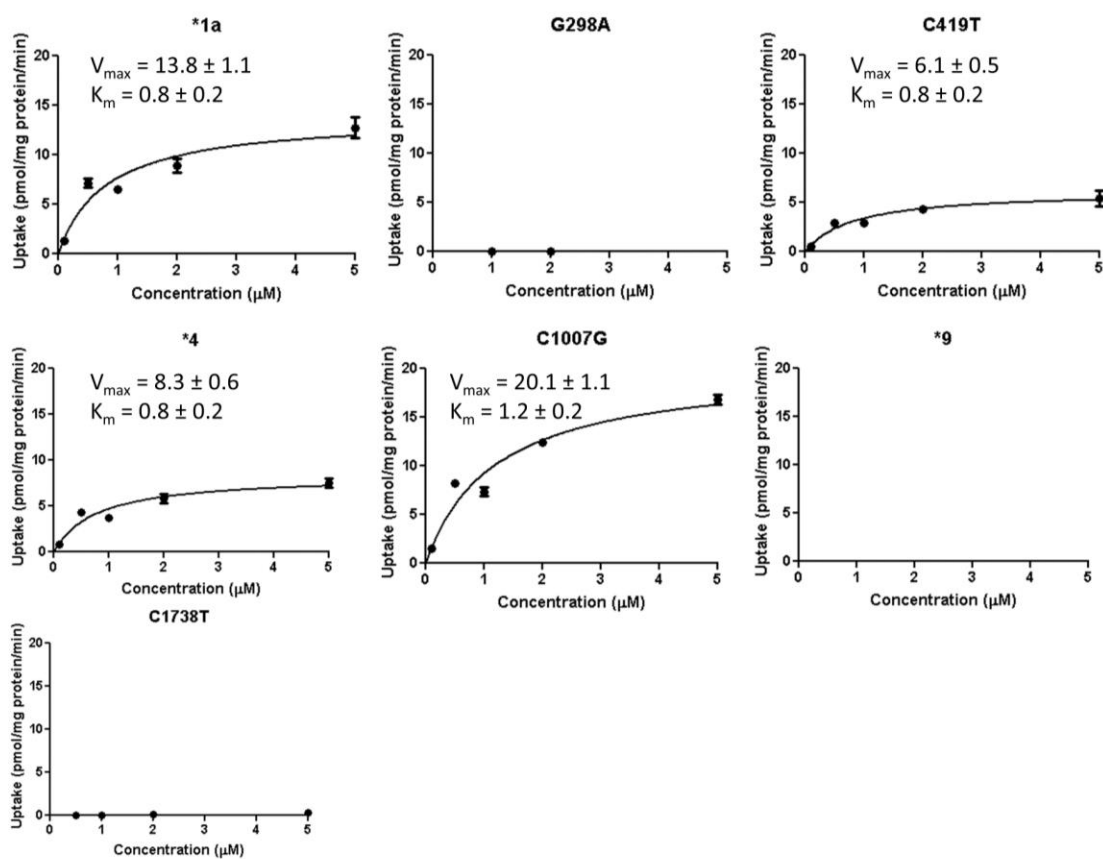 *1a
Uptake (pmol/mg protein/min)
20
15
10
5
0
V_max = 13.8 ± 1.1
K_m = 0.8 ± 0.2
0 1 2 3 4 5
Concentration (μM)
G298A
Uptake (pmol/mg protein/min)
20
15
10
5
0
0 1 2 3 4 5
Concentration (μM)
C419T
Uptake (pmol/mg protein/min)
20
15
10
5
0
V_max = 6.1 ± 0.5
K_m = 0.8 ± 0.2
0 1 2 3 4 5
Concentration (μM)
*4
Uptake (pmol/mg protein/min)
20
15
10
5
0
V_max = 8.3 ± 0.6
K_m = 0.8 ± 0.2
0 1 2 3 4 5
Concentration (μM)
C1007G
Uptake (pmol/mg protein/min)
20
15
10
5
0
V_max = 20.1 ± 1.1
K_m = 1.2 ± 0.2
0 1 2 3 4 5
Concentration (μM)
*9
Uptake (pmol/mg protein/min)
20
15
10
5
0
0 1 2 3 4 5
Concentration (μM)
C1738T
Uptake (pmol/mg protein/min)
20
15
10
5
0
0 1 2 3 4 5
Concentration (μM)